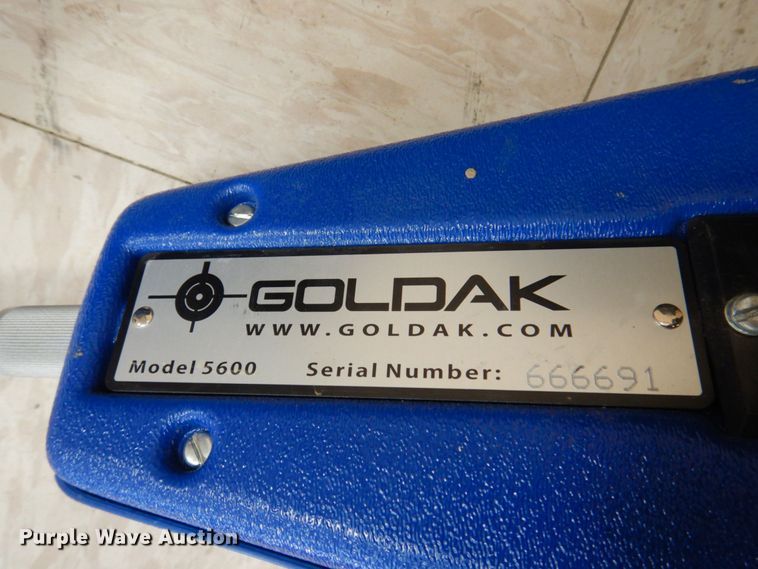 GOLDAK
WWW.GOLDAK.COM
Model 5600 Serial Number: 666691
Purple Wave Auction